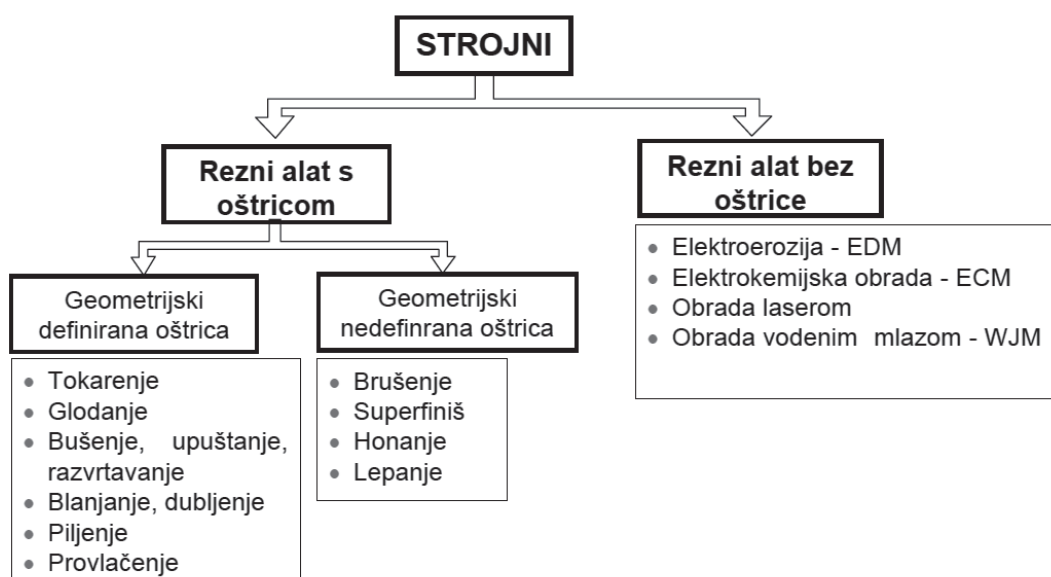 STROJNI
Rezni alat s
oštricom
Rezni alat bez
oštrice
Geometrijski
definirana oštrica
Geometrijski
nedefinrana oštrica
• Elektroerozija - EDM
• Elektrokemijska obrada - ECM
• Obrada laserom
• Obrada vodenim mlazom - WJM
• Tokarenje
• Glodanje
• Bušenje, upuštanje,
razvrtavanje
• Blanjanje, dubljenje
• Piljenje
• Provlačenje
• Brušenje
• Superfiniš
• Honanje
• Lepanje